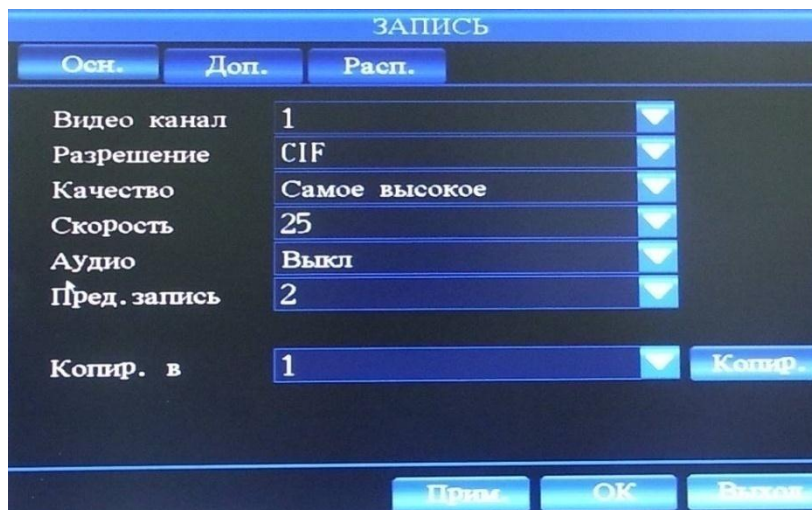 ЗАПИСЬ
Осн. Доп. Расп.
Видео канал 1
Разрешение CIF
Качество Самое высокое
Скорость 25
Аудио Выкл
Пред.запись 2
Копир. в 1 Копир.
Прим. OK Выход